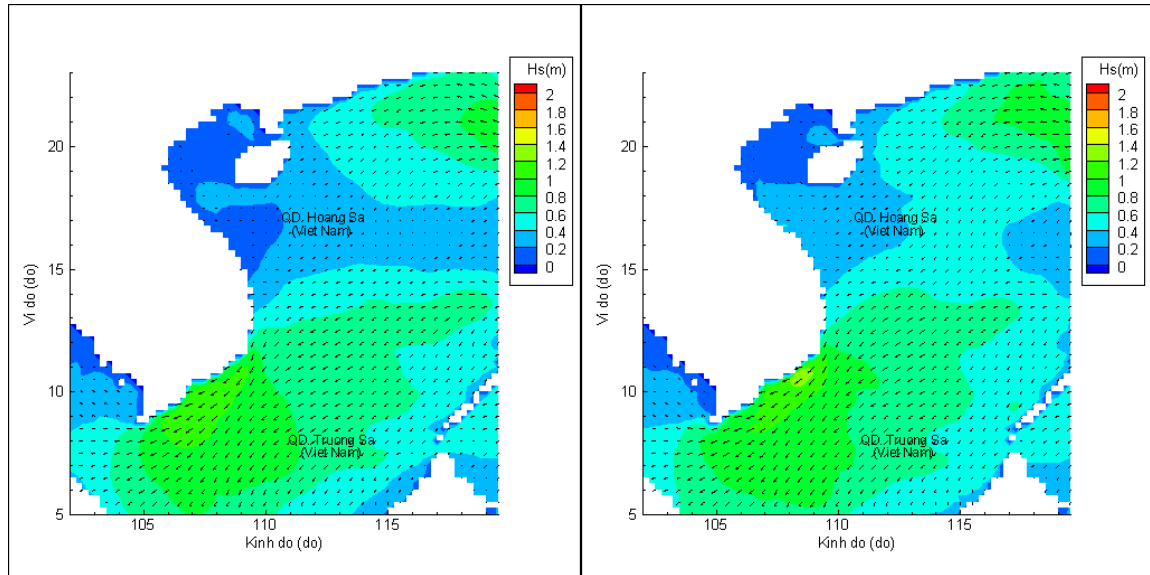 Hs(m)
2
1.8
1.6
1.4
1.2
1
0.8
0.6
0.4
0.2
0
20
15
10
5
Vi do (do)
QD. Hoang Sa
(Viet Nam)
QD. Truong Sa
(Viet Nam)
105
110
115
Kinh do (do)
Hs(m)
2
1.8
1.6
1.4
1.2
1
0.8
0.6
0.4
0.2
0
20
15
10
5
Vi do (do)
QD. Hoang Sa
(Viet Nam)
QD. Truong Sa
(Viet Nam)
105
110
115
Kinh do (do)